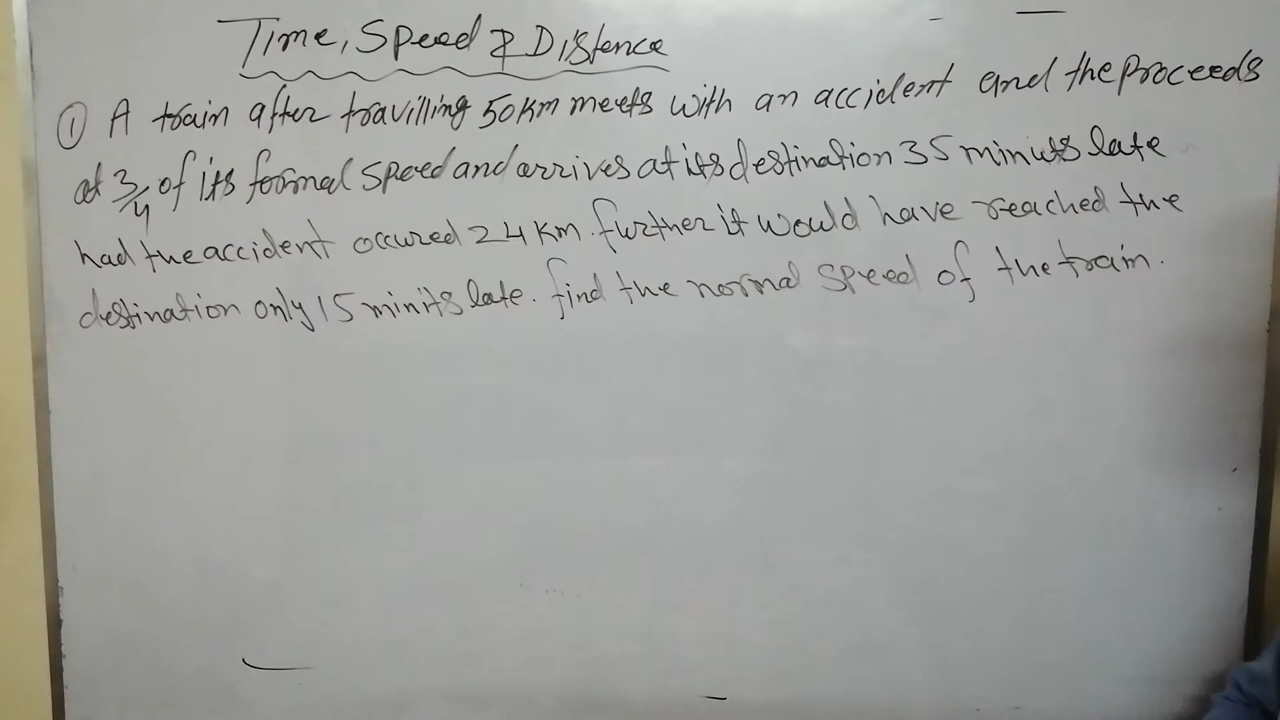 Time, Speed & Distence
① A train after travilling 50km meets with an accident and the proceeds
at 3/4 of its formal speed and arrives at its destination 35 minuts late
had the accident occured 24 km further it would have reached the
destination only 15 minits late. find the normal speed of the train.